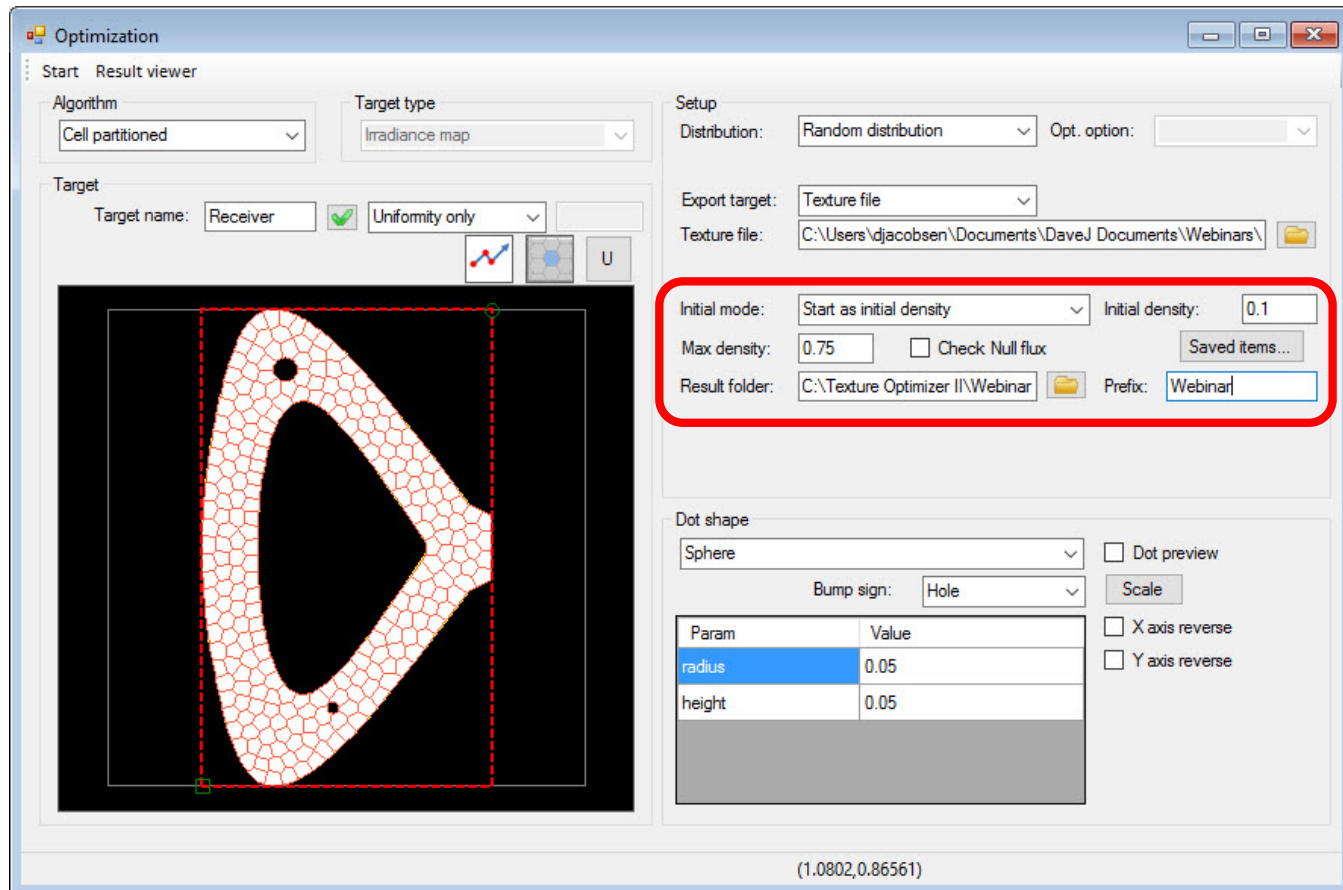 Optimization
Start Result viewer
Algorithm
Cell partitioned
Target type
Irradiance map
Target
Target name: Receiver Uniformity only
U
Setup
Distribution: Random distribution Opt. option:
Export target: Texture file
Texture file: C:\Users\djacobsen\Documents\DaveJ Documents\Webinars\
Initial mode: Start as initial density Initial density: 0.1
Max density: 0.75 Check Null flux Saved items...
Result folder: C:\Texture Optimizer II\Webinar Prefix: Webinar
Dot shape
Sphere Dot preview
Bump sign: Hole Scale
Param Value X axis reverse
radius 0.05 Y axis reverse
height 0.05
(1.0802,0.86561)